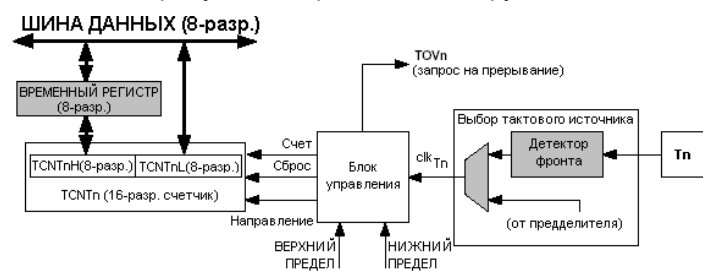 ШИНА ДАННЫХ (8-разр.)
TOVn
(запрос на прерывание)
ВРЕМЕННЫЙ РЕГИСТР
(8-разр.)
Выбор тактового источника
Счет
Сброс
Направление
Блок
управления
clk Tn
Детектор
фронта
Tn
TCNTnH(8-разр.) TCNTnL(8-разр.)
TCNTn (16-разр. счетчик)
(от предделителя)
ВЕРХНИЙ
ПРЕДЕЛ
НИЖНИЙ
ПРЕДЕЛ